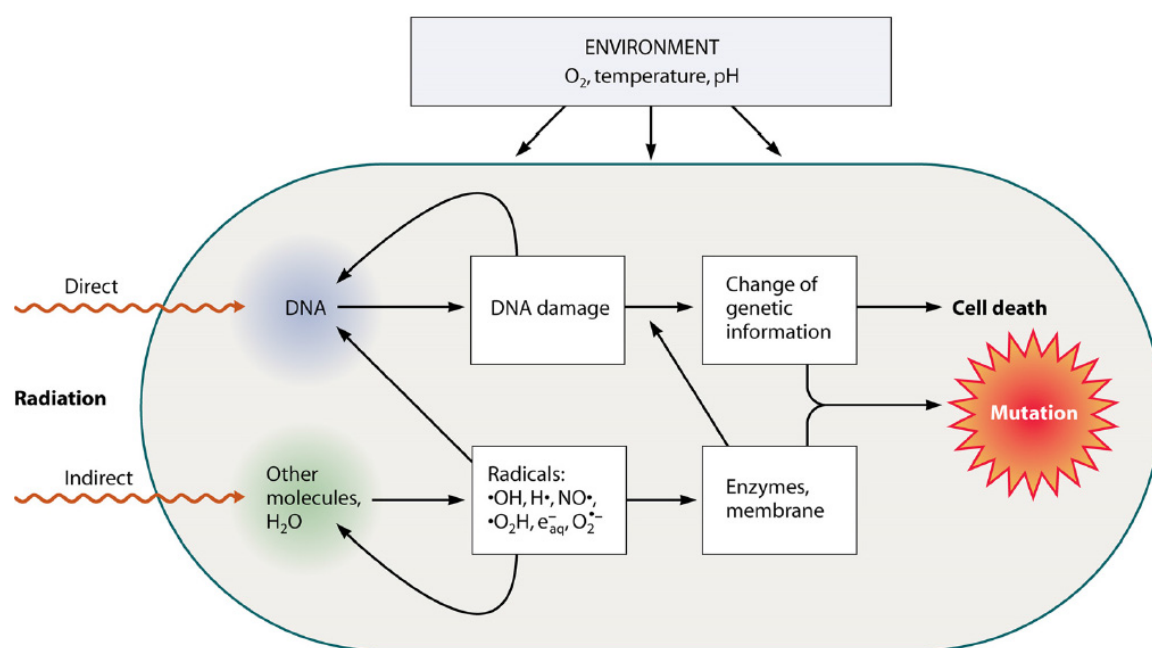 ENVIRONMENT
O₂, temperature, pH
Direct
DNA
DNA damage
Change of
genetic
information
Cell death
Radiation
Mutation
Indirect
Other
molecules,
H₂O
Radicals:
•OH, H•, NO•,
•O₂H, e⁻aq, O₂•⁻
Enzymes,
membrane